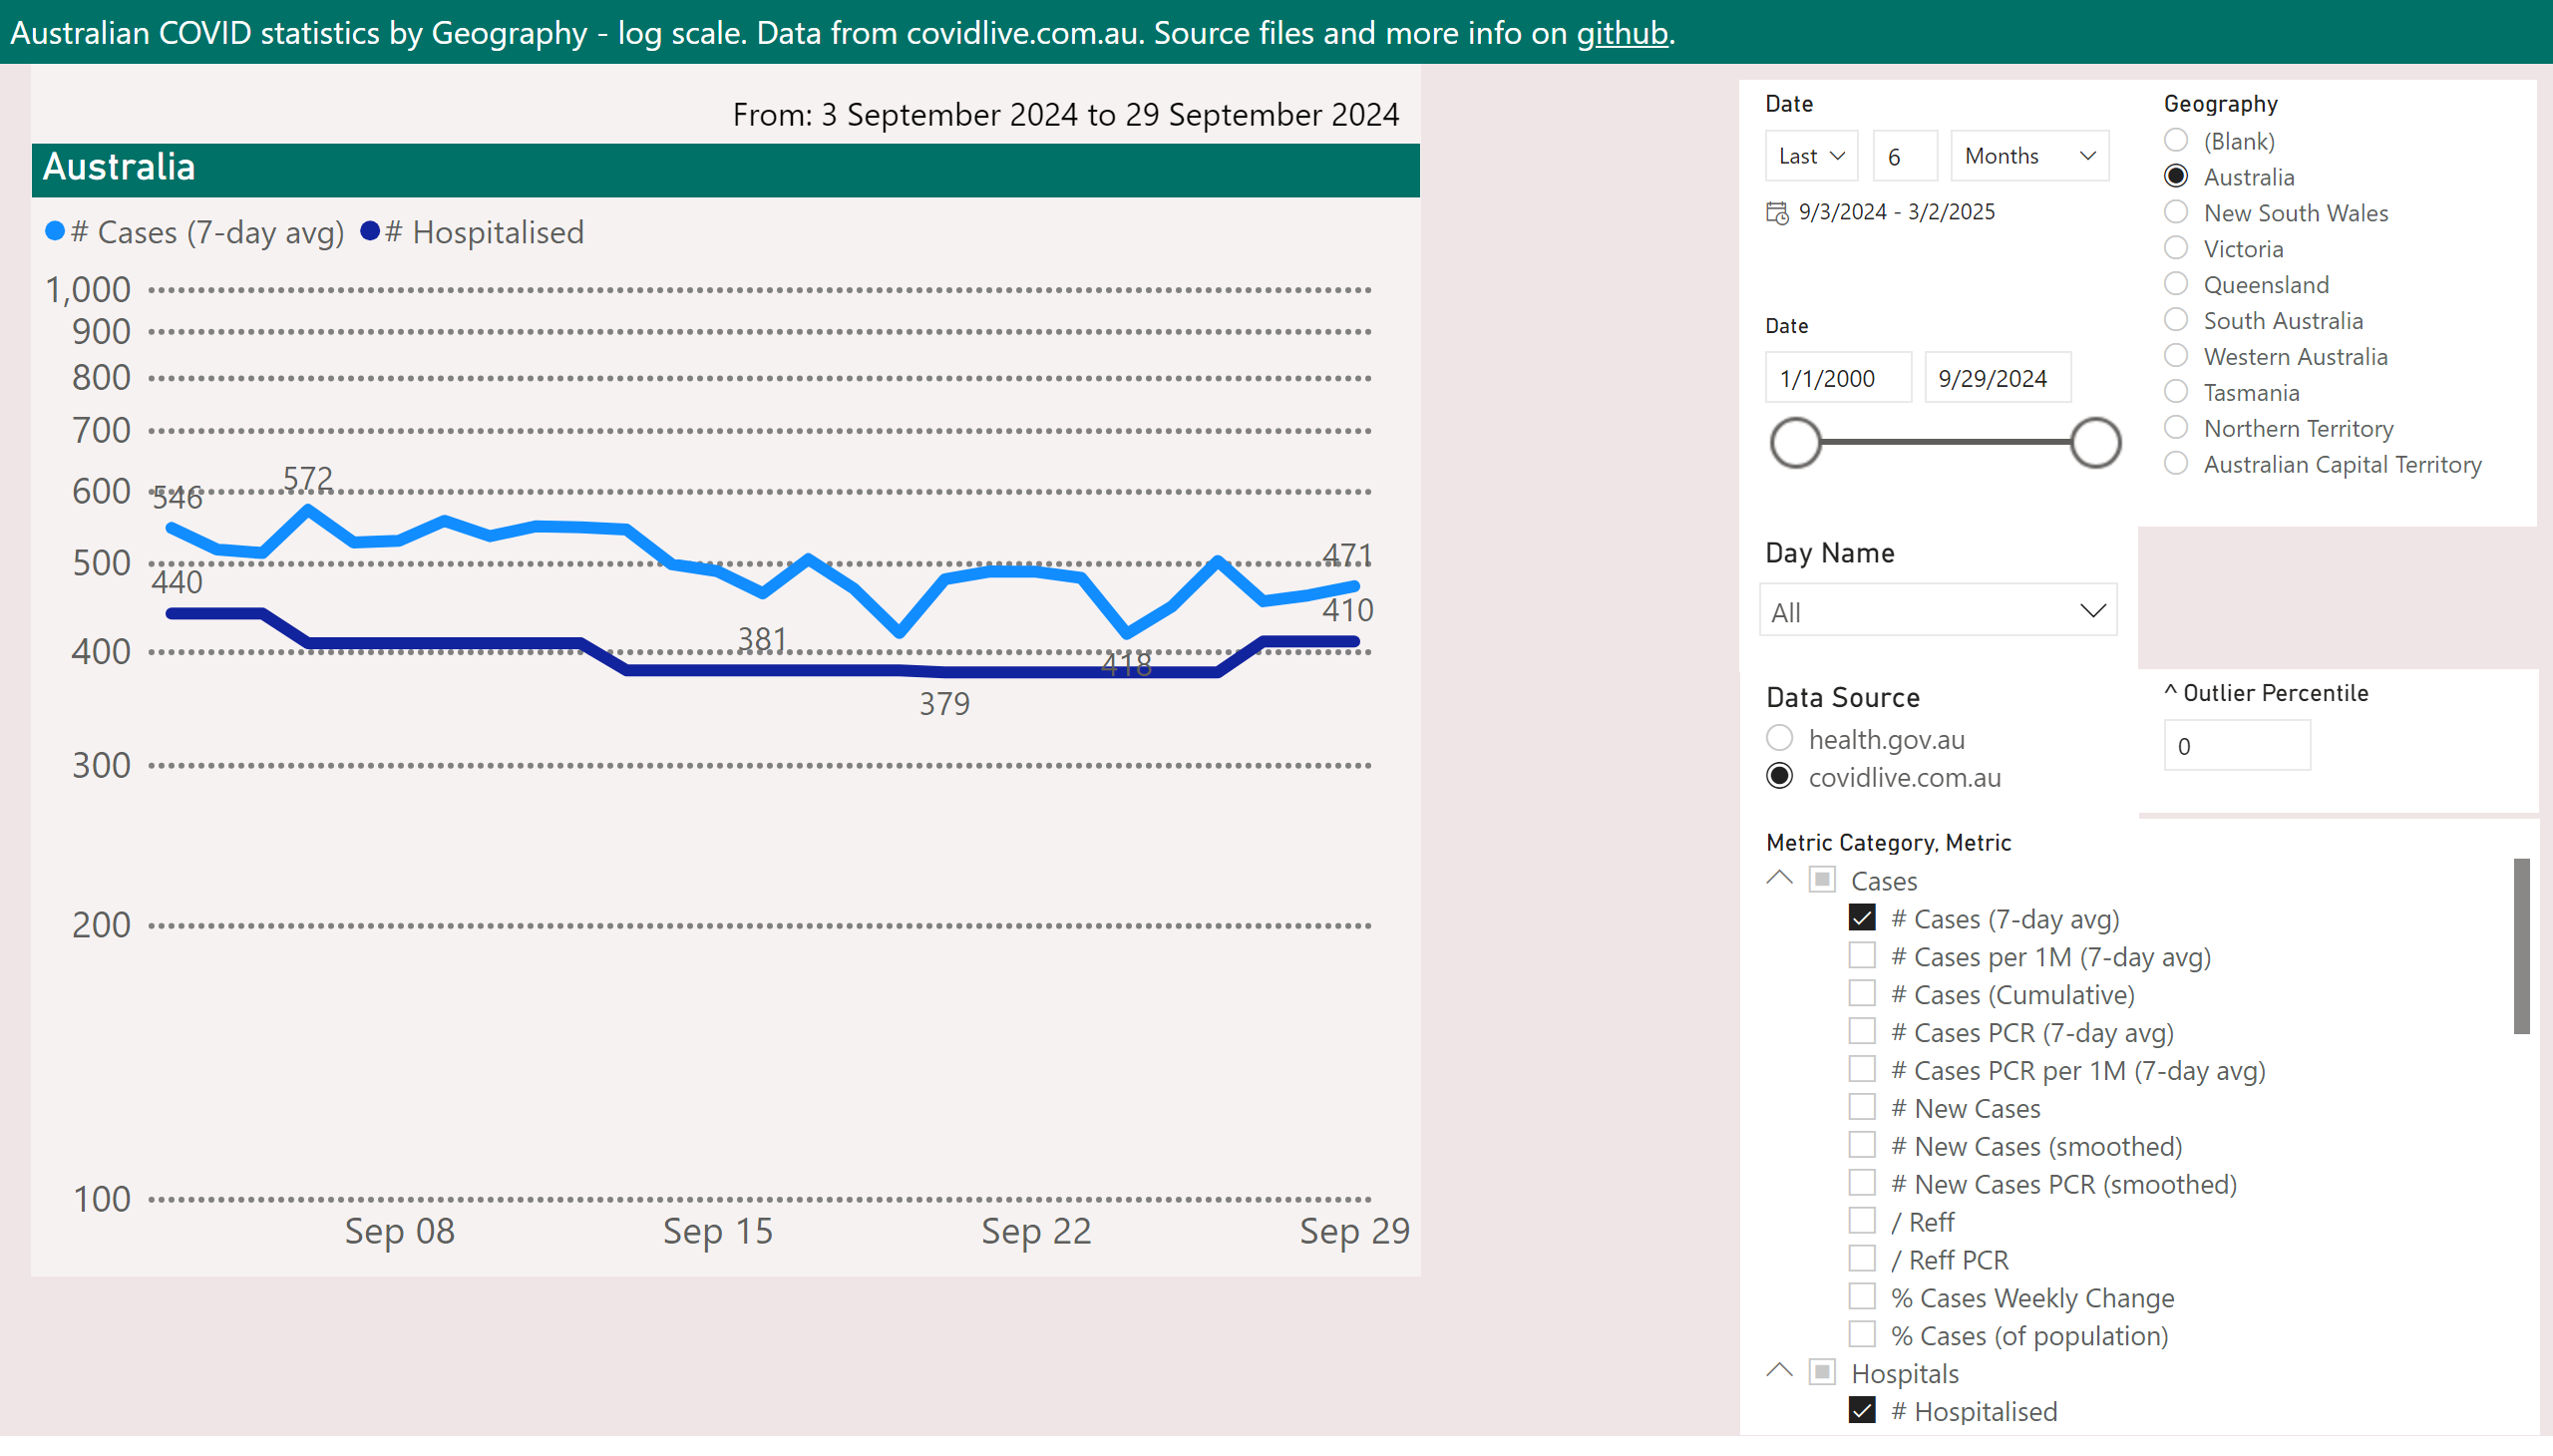 Australian COVID statistics by Geography - log scale. Data from covidlive.com.au. Source files and more info on github.
From: 3 September 2024 to 29 September 2024
Australia
# Cases (7-day avg) # Hospitalised
1,000
900
800
700
600
500
400
300
200
100
546
572
440
381
379
418
471
410
Sep 08 Sep 15 Sep 22 Sep 29
Date
Last 6 Months
9/3/2024 - 3/2/2025
Date
1/1/2000 9/29/2024
Geography
(Blank)
Australia
New South Wales
Victoria
Queensland
South Australia
Western Australia
Tasmania
Northern Territory
Australian Capital Territory
Day Name
All
Data Source
health.gov.au
covidlive.com.au
^ Outlier Percentile
0
Metric Category, Metric
Cases
# Cases (7-day avg)
# Cases per 1M (7-day avg)
# Cases (Cumulative)
# Cases PCR (7-day avg)
# Cases PCR per 1M (7-day avg)
# New Cases
# New Cases (smoothed)
# New Cases PCR (smoothed)
/ Reff
/ Reff PCR
% Cases Weekly Change
% Cases (of population)
Hospitals
# Hospitalised